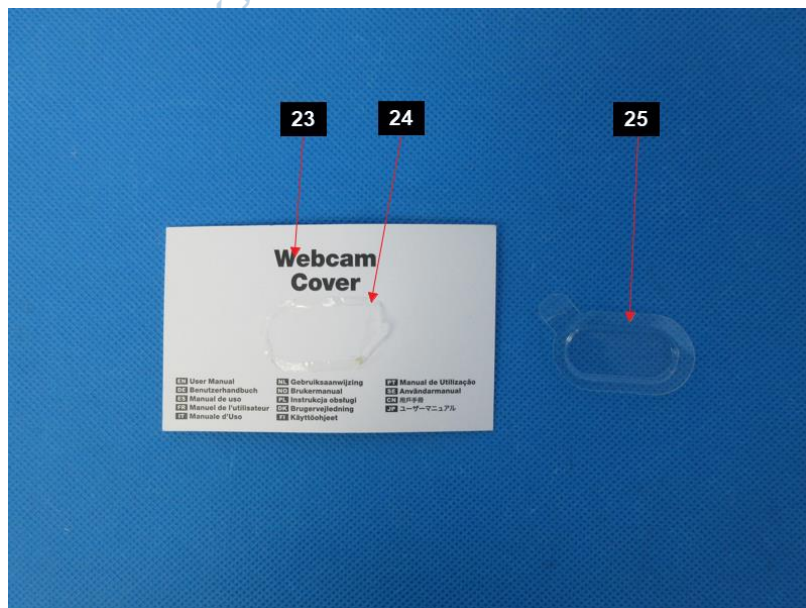 23
24
25
Webcam
Cover
EN User Manual
DE Benutzerhandbuch
ES Manual de uso
FR Manuel de l'utilisateur
IT Manuale d'Uso
NL Gebruiksaanwijzing
NO Brukermanual
PL Instrukcja obsługi
DK Brugervejledning
FI Käyttöohjeet
PT Manual de Utilização
SE Användarmanual
CN 用戶手冊
JP ユーザーマニュアル